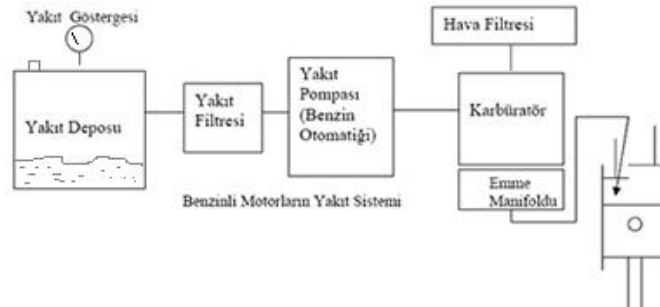 Yakıt Göstergesi
Hava Filtresi
Yakıt Deposu
Yakıt
Filtresi
Yakıt
Pompası
(Benzin
Otomatiği)
Karbüratör
Emme
Manifoldu
Benzinli Motorların Yakıt Sistemi